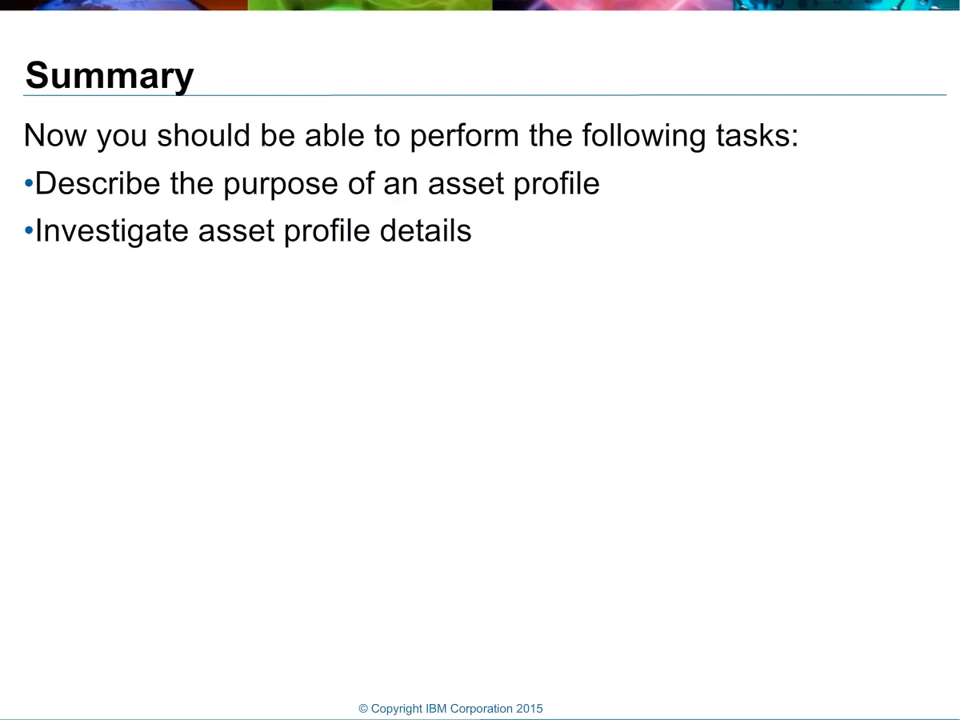 Summary
Now you should be able to perform the following tasks:
•Describe the purpose of an asset profile
•Investigate asset profile details
© Copyright IBM Corporation 2015